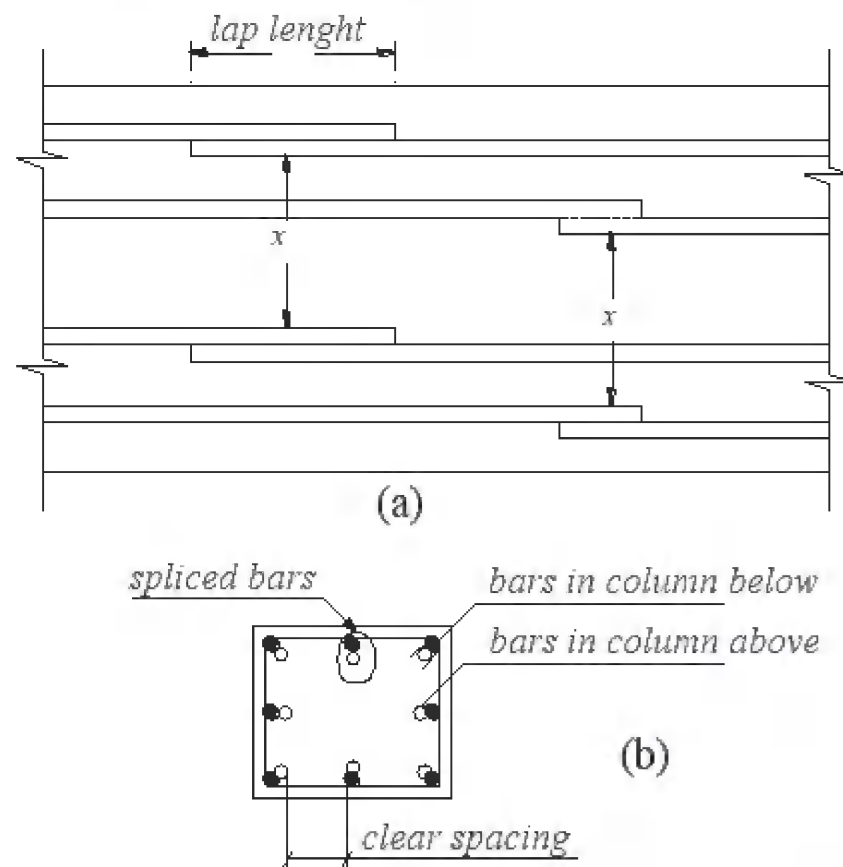 lap lenght
x
x
(a)
spliced bars
bars in column below
bars in column above
(b)
clear spacing